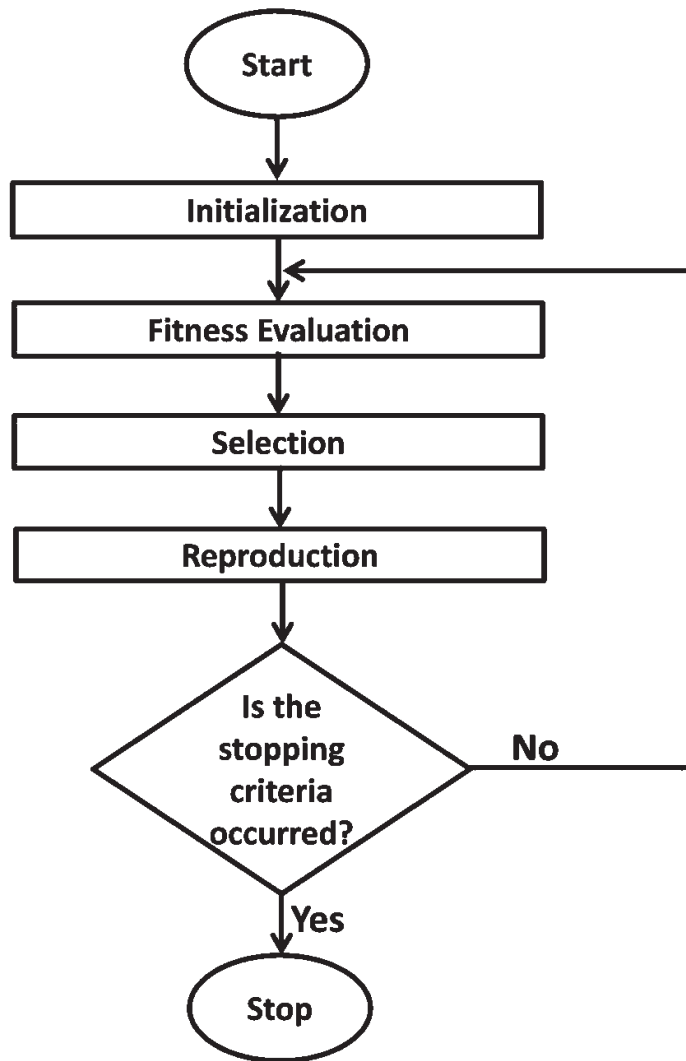 Start
Initialization
Fitness Evaluation
Selection
Reproduction
Is the
stopping
criteria
occurred?
No
Yes
Stop